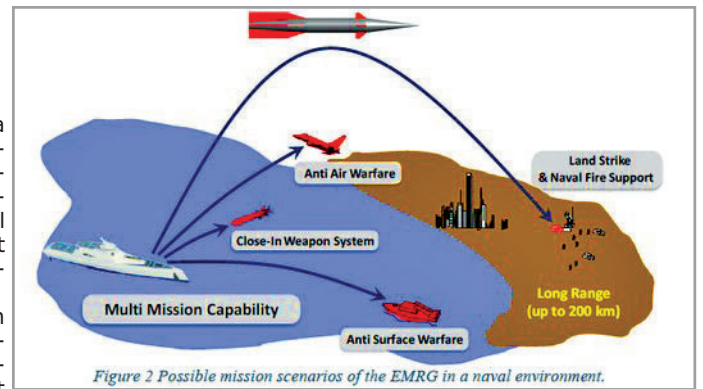 Anti Air Warfare
Land Strike
& Naval Fire Support
Close-In Weapon System
Multi Mission Capability
Long Range
(up to 200 km)
Anti Surface Warfare
Figure 2 Possible mission scenarios of the EMRG in a naval environment.